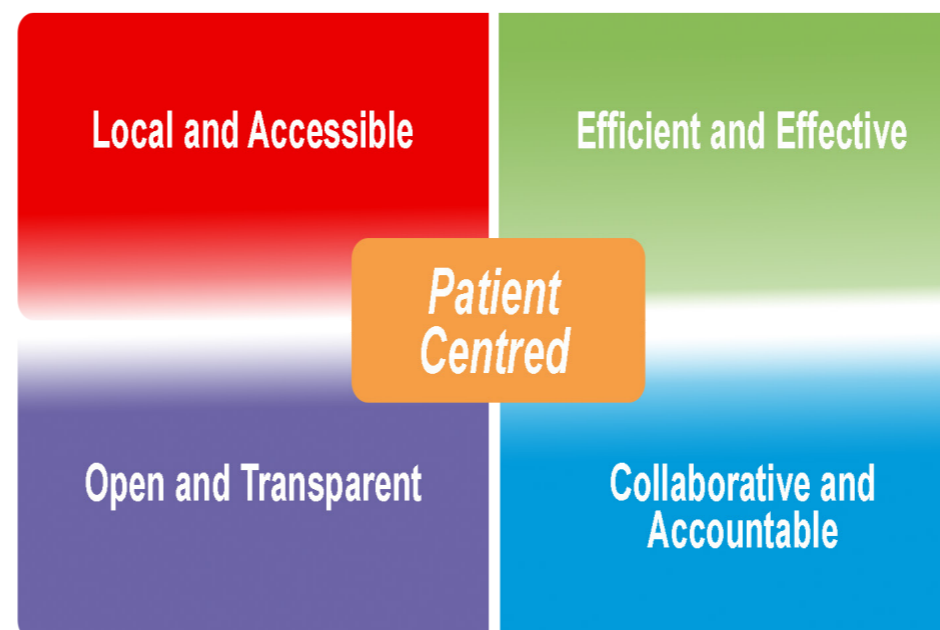 Local and Accessible
Efficient and Effective
Patient
Centred
Open and Transparent
Collaborative and
Accountable